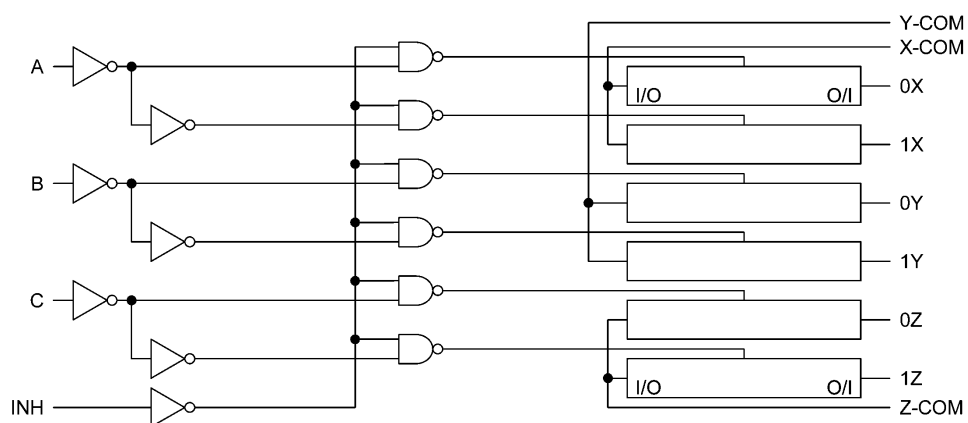 Y-COM
X-COM
A
I/O O/I 0X
1X
B
0Y
1Y
C
0Z
I/O O/I 1Z
INH
Z-COM